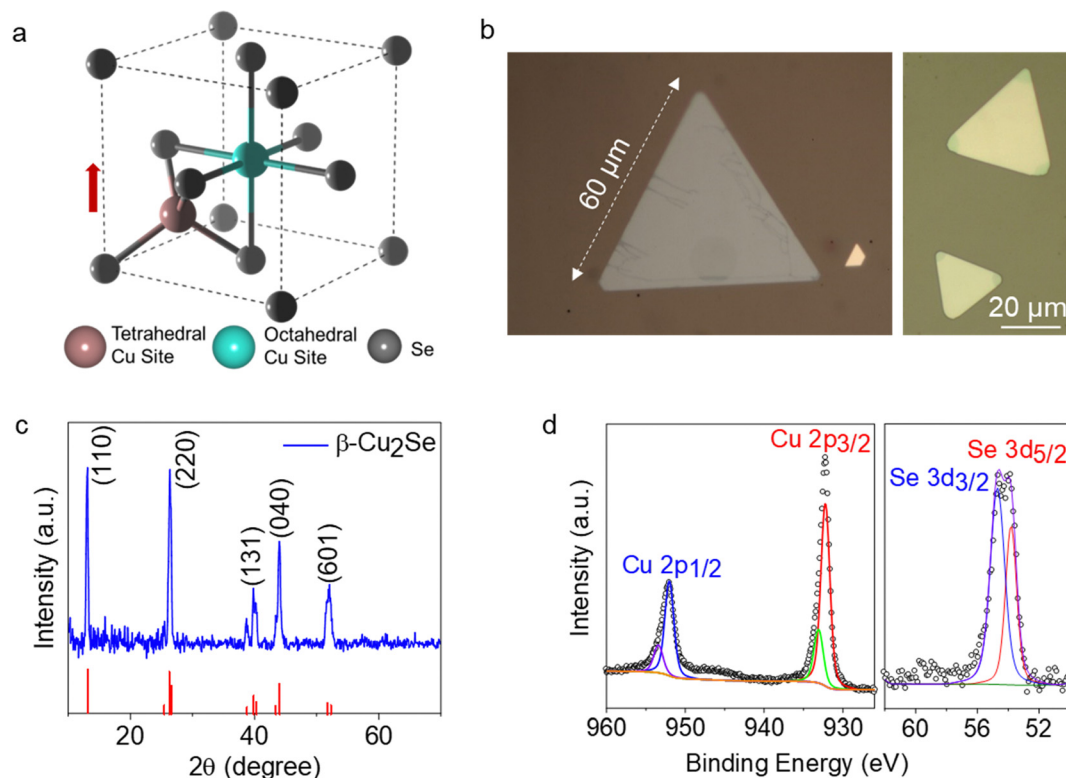 a
Tetrahedral
Cu Site
Octahedral
Cu Site
Se
b
60 μm
20 μm
c
Intensity (a.u.)
β-Cu2Se
(110)
(220)
(131)
(040)
(601)
20
40
60
2θ (degree)
d
Intensity (a.u.)
Cu 2p1/2
Cu 2p3/2
Se 3d3/2
Se 3d5/2
960
950
940
930
60
56
52
Binding Energy (eV)